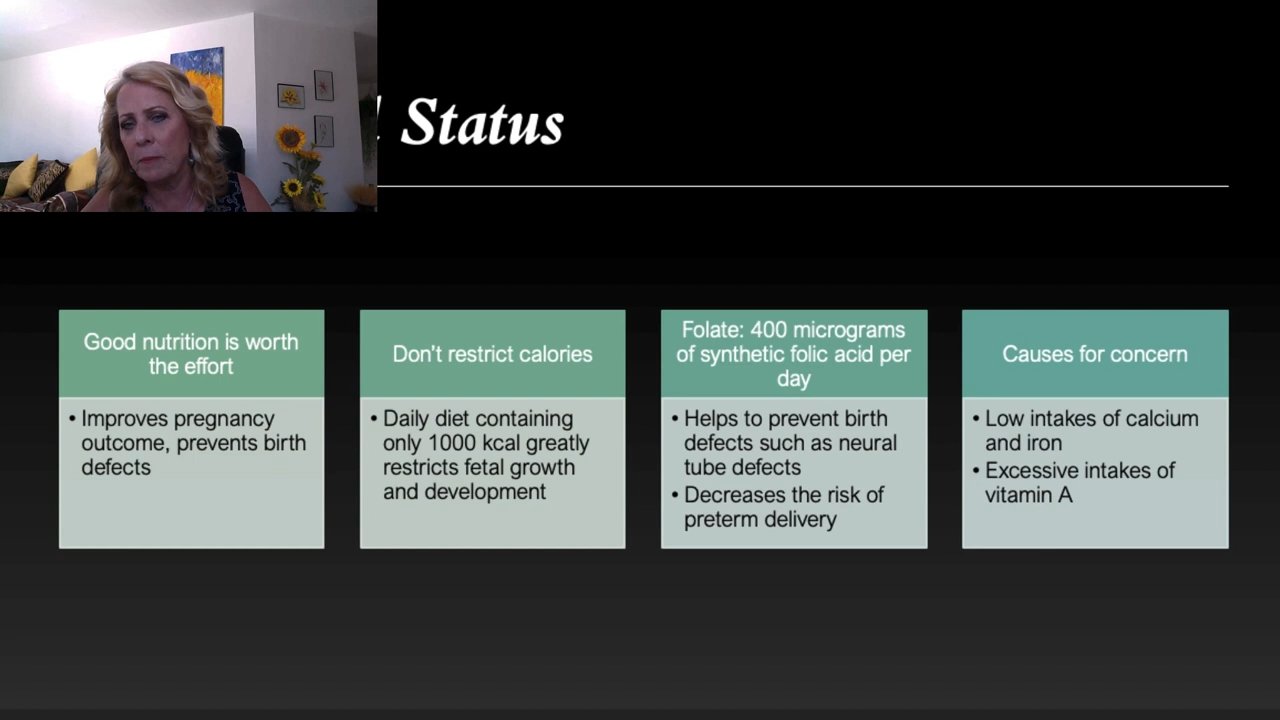 Status
Good nutrition is worth
the effort
• Improves pregnancy
outcome, prevents birth
defects
Don't restrict calories
• Daily diet containing
only 1000 kcal greatly
restricts fetal growth
and development
Folate: 400 micrograms
of synthetic folic acid per
day
• Helps to prevent birth
defects such as neural
tube defects
• Decreases the risk of
preterm delivery
Causes for concern
• Low intakes of calcium
and iron
• Excessive intakes of
vitamin A